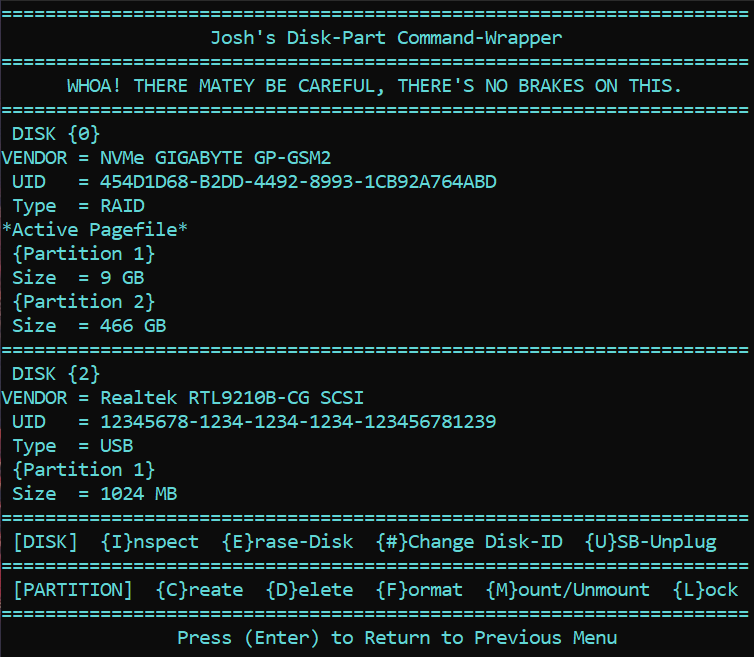 ====================================================================
Josh's Disk-Part Command-Wrapper
====================================================================
WHOA! THERE MATEY BE CAREFUL, THERE'S NO BRAKES ON THIS.
====================================================================
DISK {0}
VENDOR = NVMe GIGABYTE GP-GSM2
UID = 454D1D68-B2DD-4492-8993-1CB92A764ABD
Type = RAID
*Active Pagefile*
{Partition 1}
Size = 9 GB
{Partition 2}
Size = 466 GB
====================================================================
DISK {2}
VENDOR = Realtek RTL9210B-CG SCSI
UID = 12345678-1234-1234-1234-123456781239
Type = USB
{Partition 1}
Size = 1024 MB
====================================================================
[DISK] {I}nspect {E}rase-Disk {#}Change Disk-ID {U}SB-Unplug
====================================================================
[PARTITION] {C}reate {D}elete {F}ormat {M}ount/Unmount {L}ock
====================================================================
Press (Enter) to Return to Previous Menu